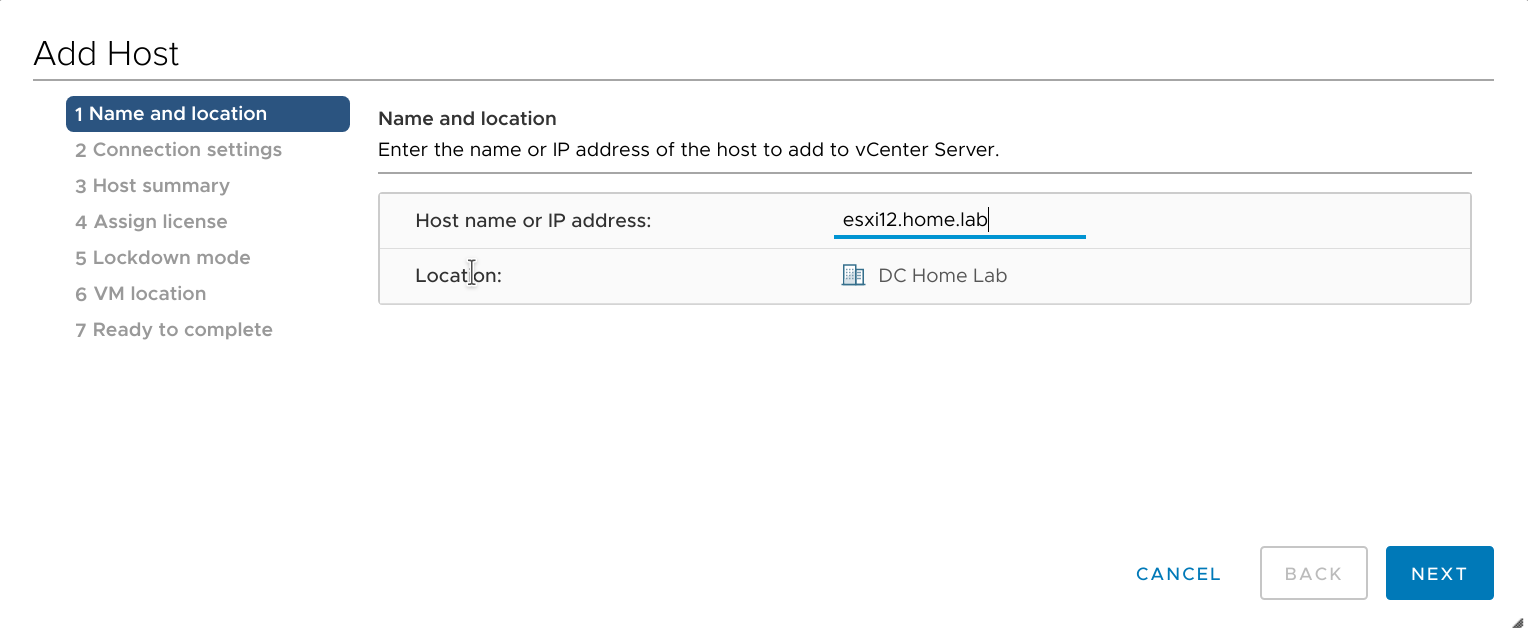 Add Host
1 Name and location
2 Connection settings
3 Host summary
4 Assign license
5 Lockdown mode
6 VM location
7 Ready to complete
Name and location
Enter the name or IP address of the host to add to vCenter Server.
Host name or IP address: esxi12.home.lab
Location: DC Home Lab
CANCEL BACK NEXT